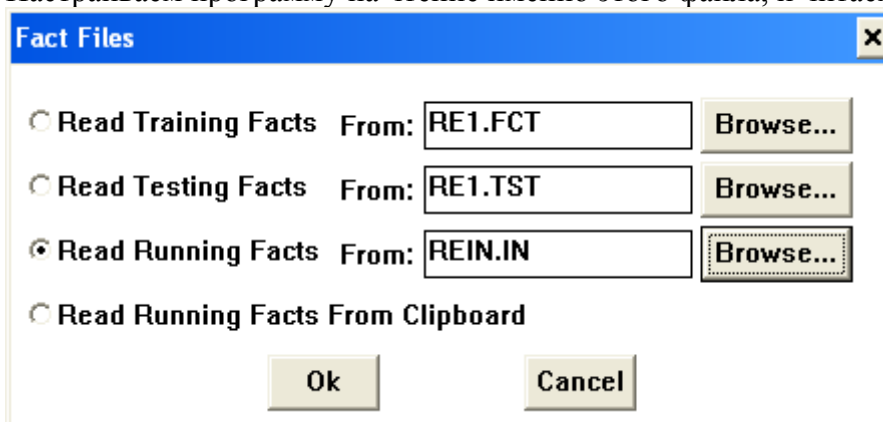 Fact Files
Read Training Facts From: RE1.FCT Browse...
Read Testing Facts From: RE1.TST Browse...
Read Running Facts From: REIN.IN Browse...
Read Running Facts From Clipboard
Ok Cancel